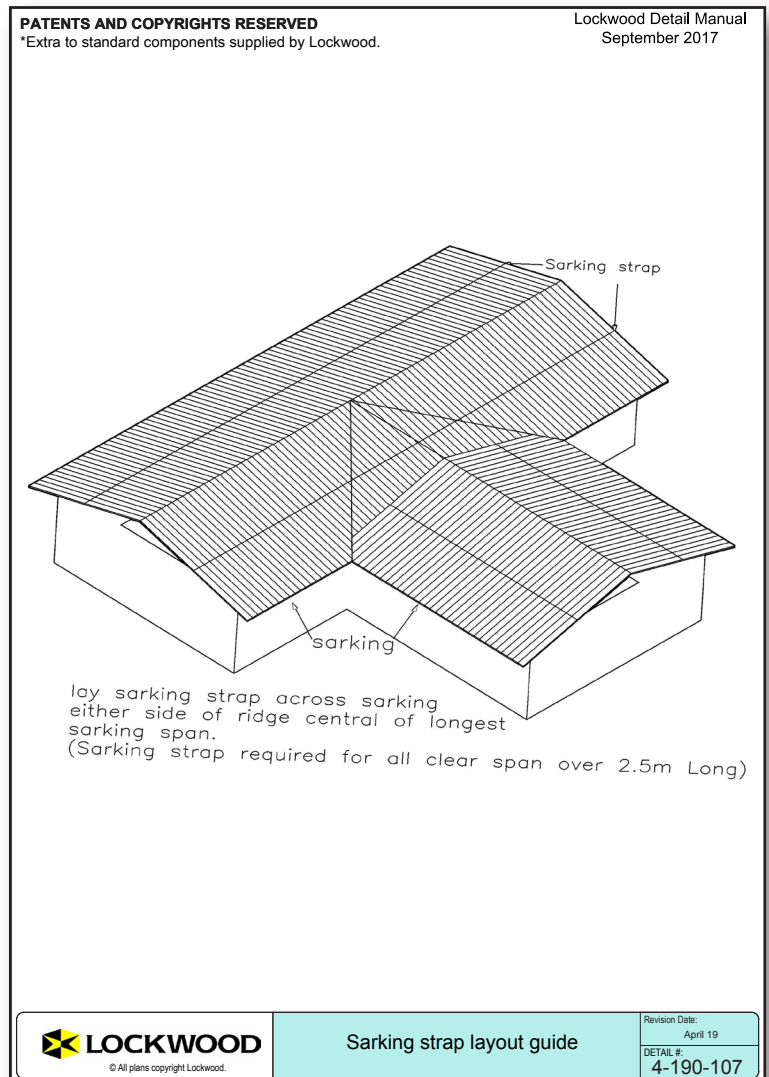 PATENTS AND COPYRIGHTS RESERVED
*Extra to standard components supplied by Lockwood.
Lockwood Detail Manual
September 2017
Sarking strap
sarking
lay sarking strap across sarking
either side of ridge central of longest
sarking span.
(Sarking strap required for all clear span over 2.5m Long)
LOCKWOOD
© All plans copyright Lockwood.
Sarking strap layout guide
Revision Date:
April 19
DETAIL #:
4-190-107